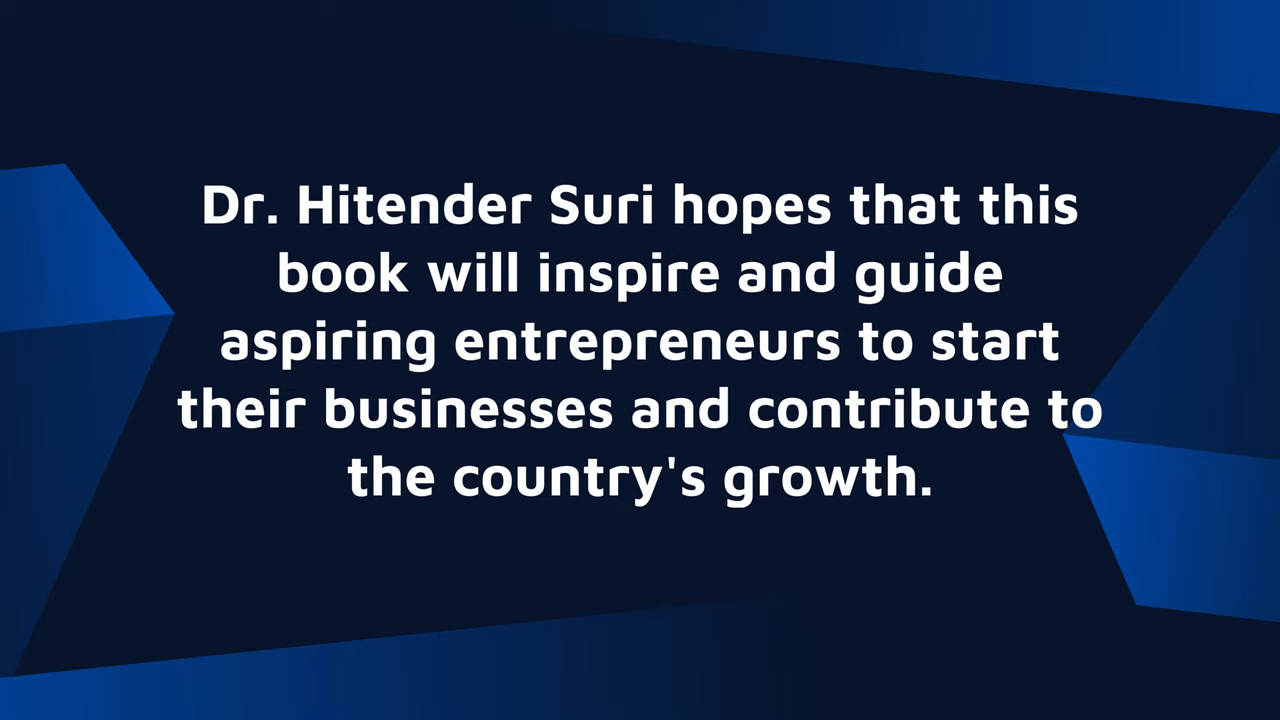 Dr. Hitender Suri hopes that this
book will inspire and guide
aspiring entrepreneurs to start
their businesses and contribute to
the country's growth.